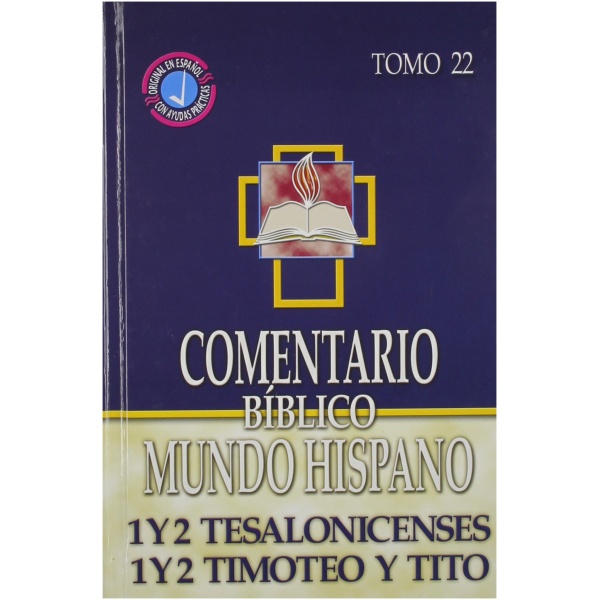 ORIGINAL EN ESPAÑOL
CON AYUDAS PRÁCTICAS
TOMO 22
COMENTARIO
BÍBLICO
MUNDO HISPANO
1 Y 2 TESALONICENSES
1 Y 2 TIMOTEO Y TITO